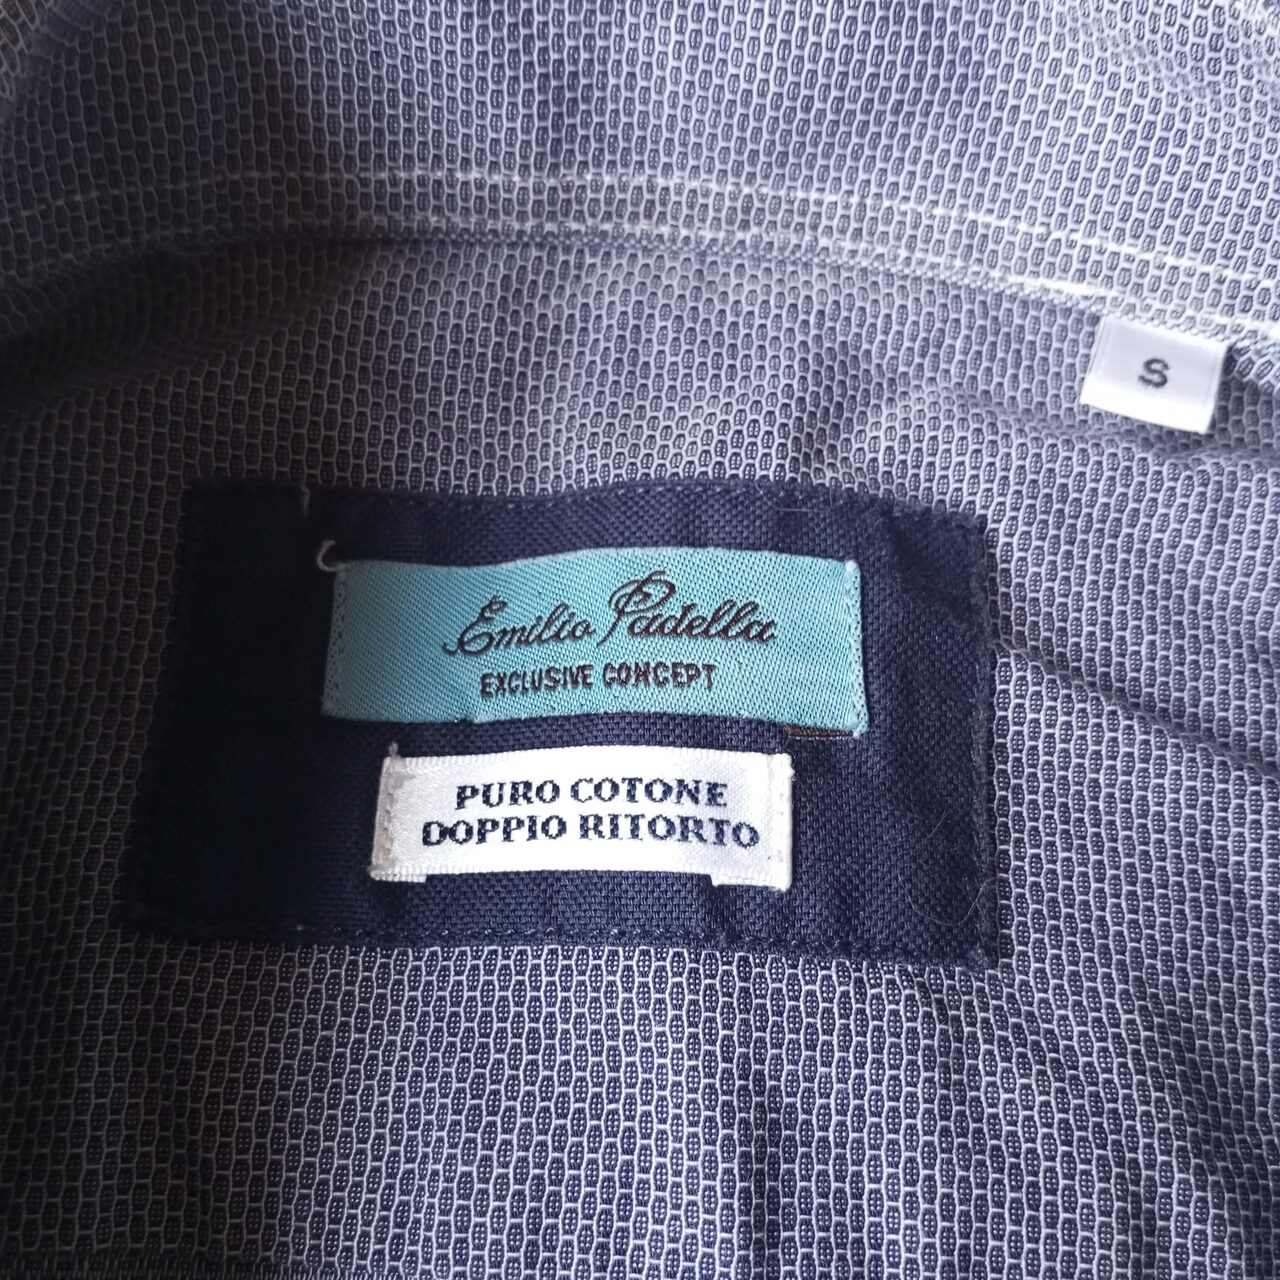 S
Emilio Padella
EXCLUSIVE CONCEPT
PURO COTONE
DOPPIO RITORTO